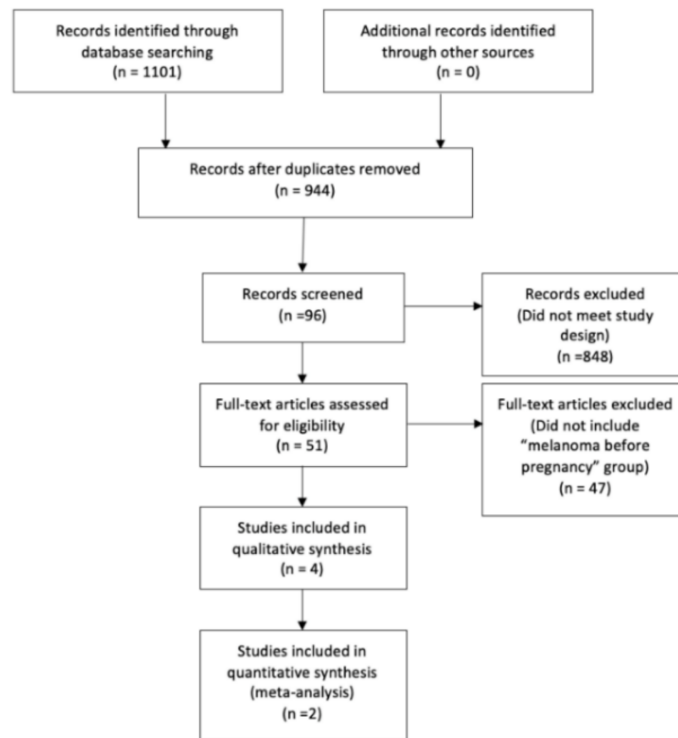 Records identified through
database searching
(n = 1101)
Additional records identified
through other sources
(n = 0)
Records after duplicates removed
(n = 944)
Records screened
(n =96)
Records excluded
(Did not meet study
design)
(n =848)
Full-text articles assessed
for eligibility
(n = 51)
Full-text articles excluded
(Did not include
“melanoma before
pregnancy” group)
(n = 47)
Studies included in
qualitative synthesis
(n = 4)
Studies included in
quantitative synthesis
(meta-analysis)
(n =2)